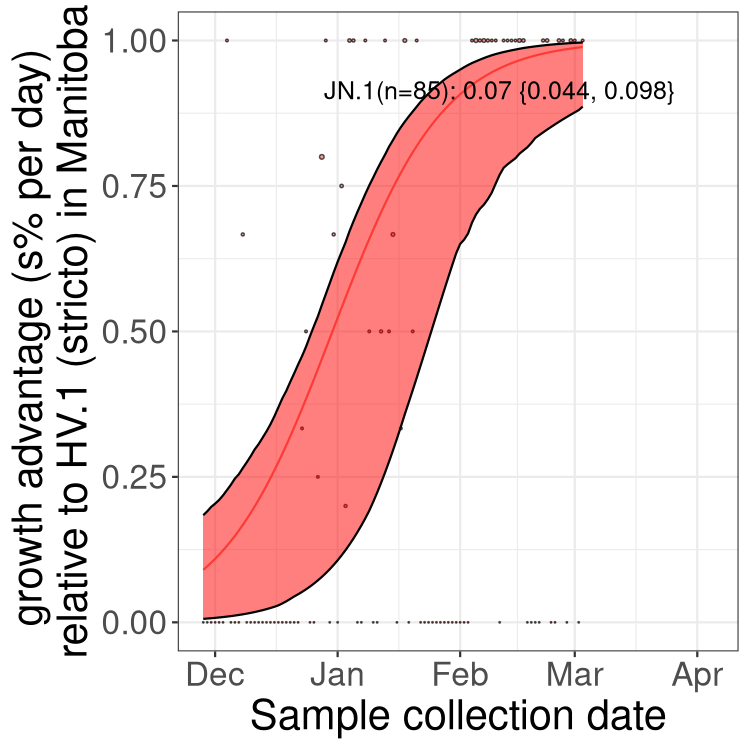 growth advantage (s% per day)
relative to HV.1 (stricto) in Manitoba
1.00
0.75
0.50
0.25
0.00
JN.1(n=85): 0.07 {0.044, 0.098}
Dec Jan Feb Mar Apr
Sample collection date